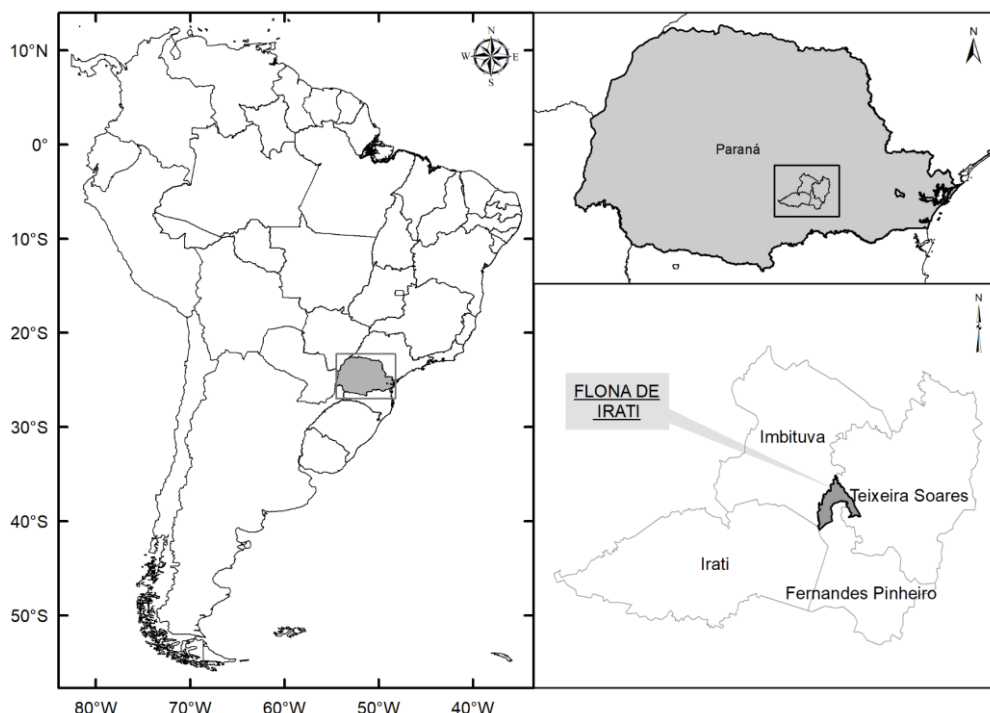 N
W
E
S
10°N
0°
10°S
20°S
30°S
40°S
50°S
80°W
70°W
60°W
50°W
40°W
N
Paraná
N
FLONA DE
IRATI
Imbituva
Teixeira Soares
Irati
Fernandes Pinheiro